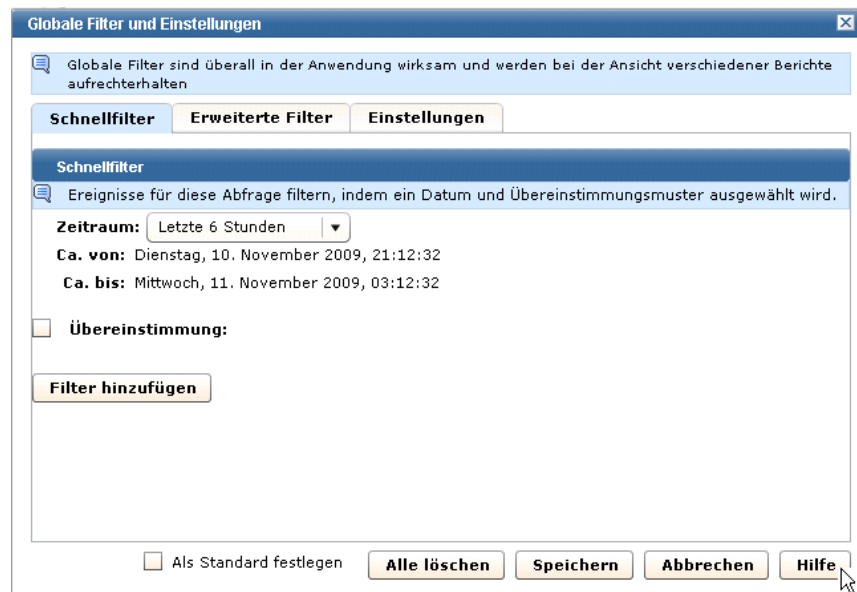 Globale Filter und Einstellungen
Globale Filter sind überall in der Anwendung wirksam und werden bei der Ansicht verschiedener Berichte
aufrechterhalten
Schnellfilter Erweiterte Filter Einstellungen
Schnellfilter
Ereignisse für diese Abfrage filtern, indem ein Datum und Übereinstimmungsmuster ausgewählt wird.
Zeitraum: Letzte 6 Stunden
Ca. von: Dienstag, 10. November 2009, 21:12:32
Ca. bis: Mittwoch, 11. November 2009, 03:12:32
Übereinstimmung:
Filter hinzufügen
Als Standard festlegen Alle löschen Speichern Abbrechen Hilfe